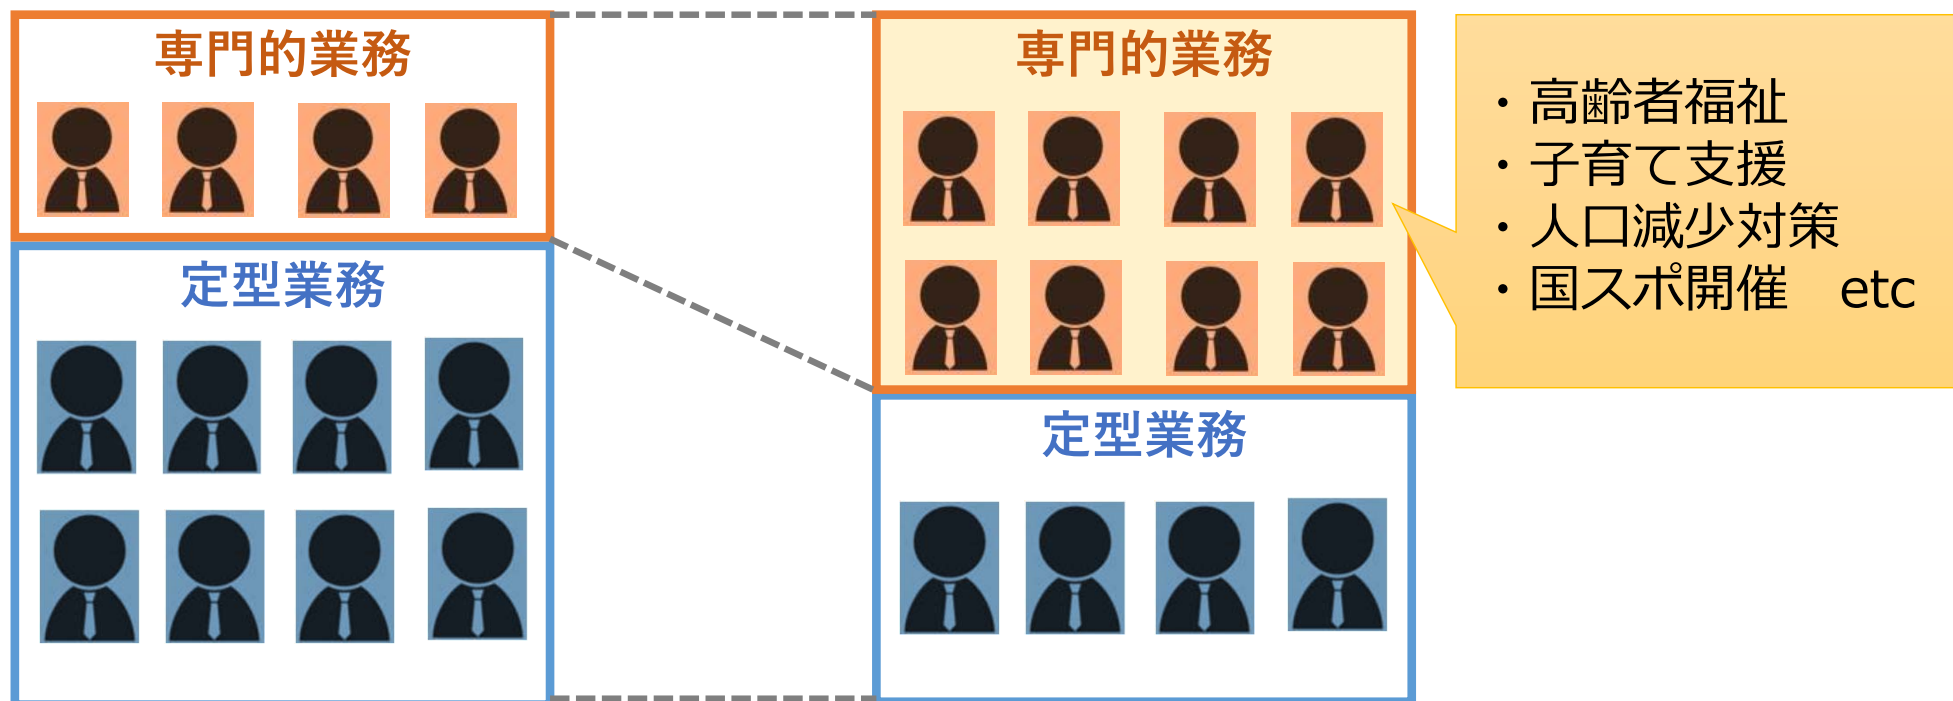 専門的業務
定型業務
専門的業務
定型業務
・高齢者福祉
・子育て支援
・人口減少対策
・国スポ開催　etc